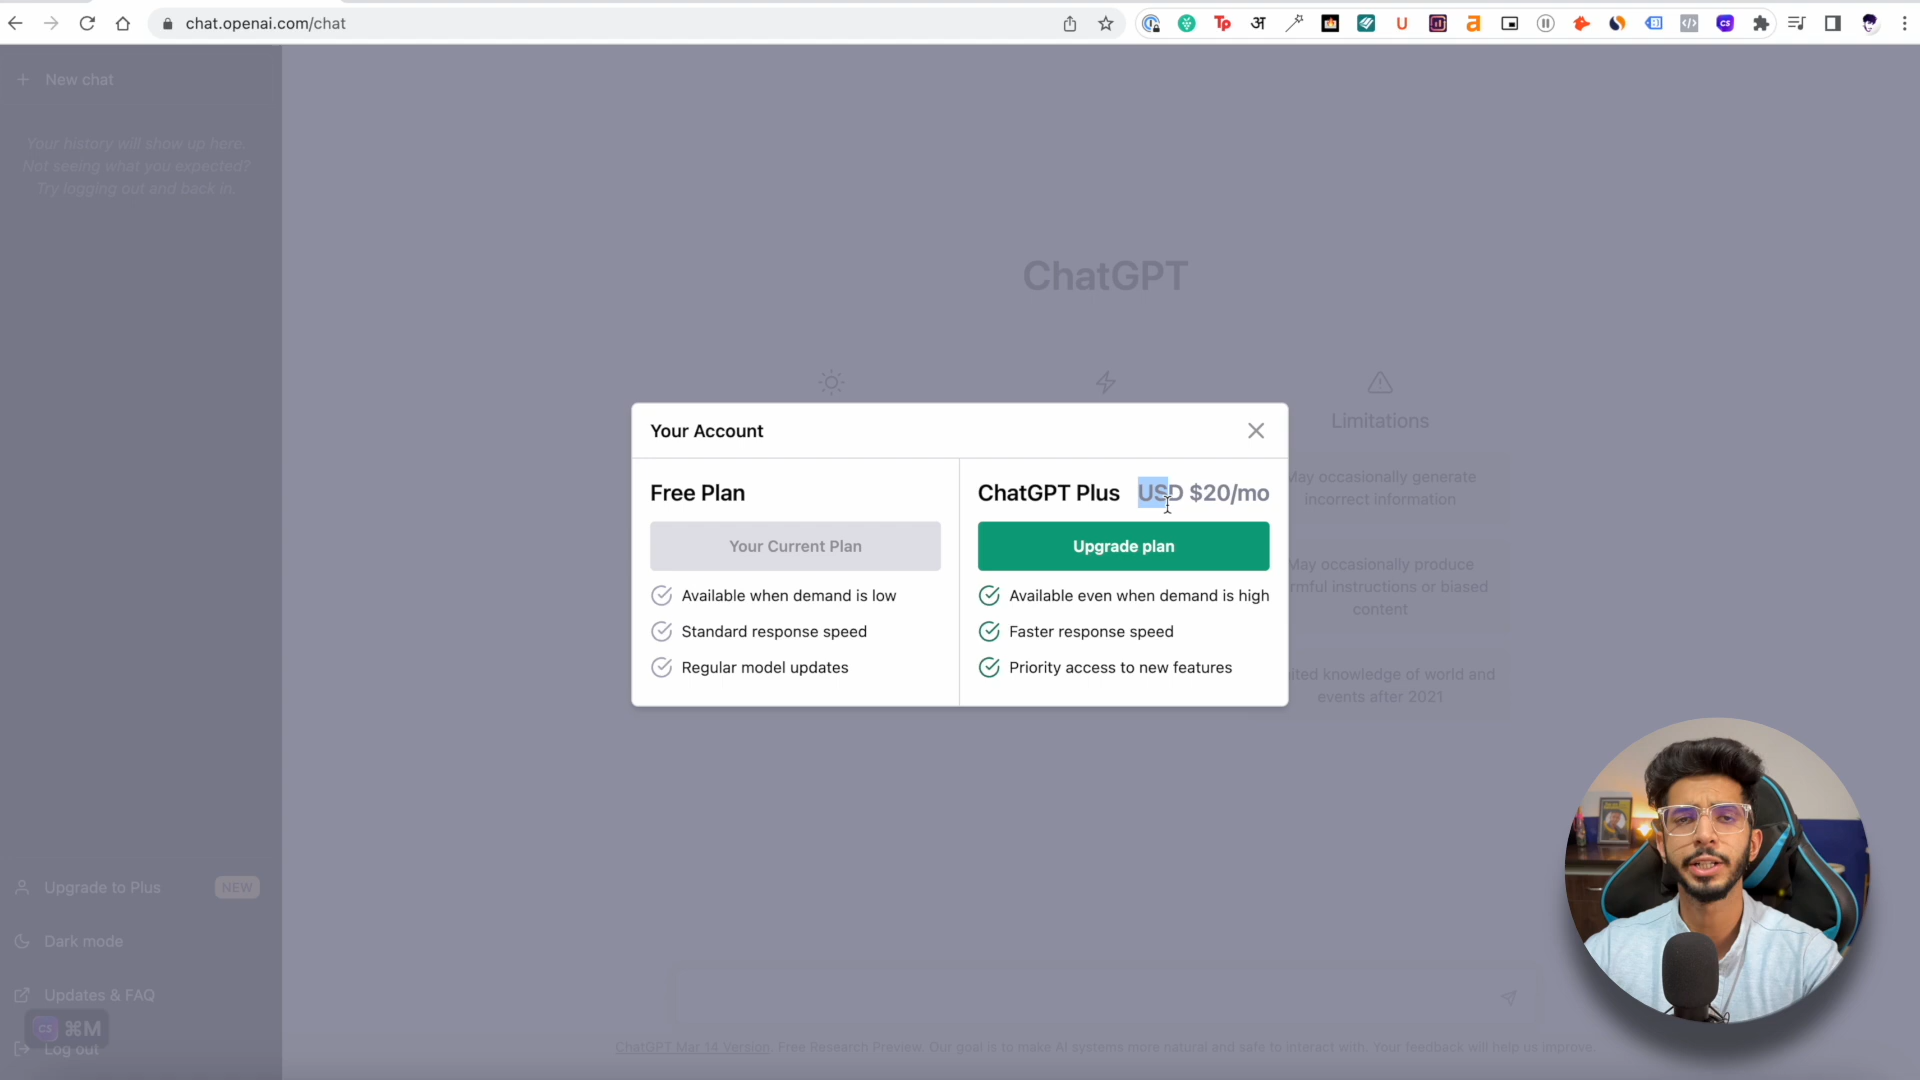 chat.openai.com/chat
New chat
Your history will show up here.
Not seeing what you expected?
Try logging out and back in.
ChatGPT
Limitations
May occasionally generate
incorrect information
May occasionally produce
rmful instructions or biased
content
ited knowledge of world and
events after 2021
Your Account
Free Plan
Your Current Plan
Available when demand is low
Standard response speed
Regular model updates
ChatGPT Plus USD $20/mo
Upgrade plan
Available even when demand is high
Faster response speed
Priority access to new features
Upgrade to Plus NEW
Dark mode
Updates & FAQ
CS ⌘M
Log out
ChatGPT Mar 14 Version. Free Research Preview. Our goal is to make AI systems more natural and safe to interact with. Your feedback will help us improve.